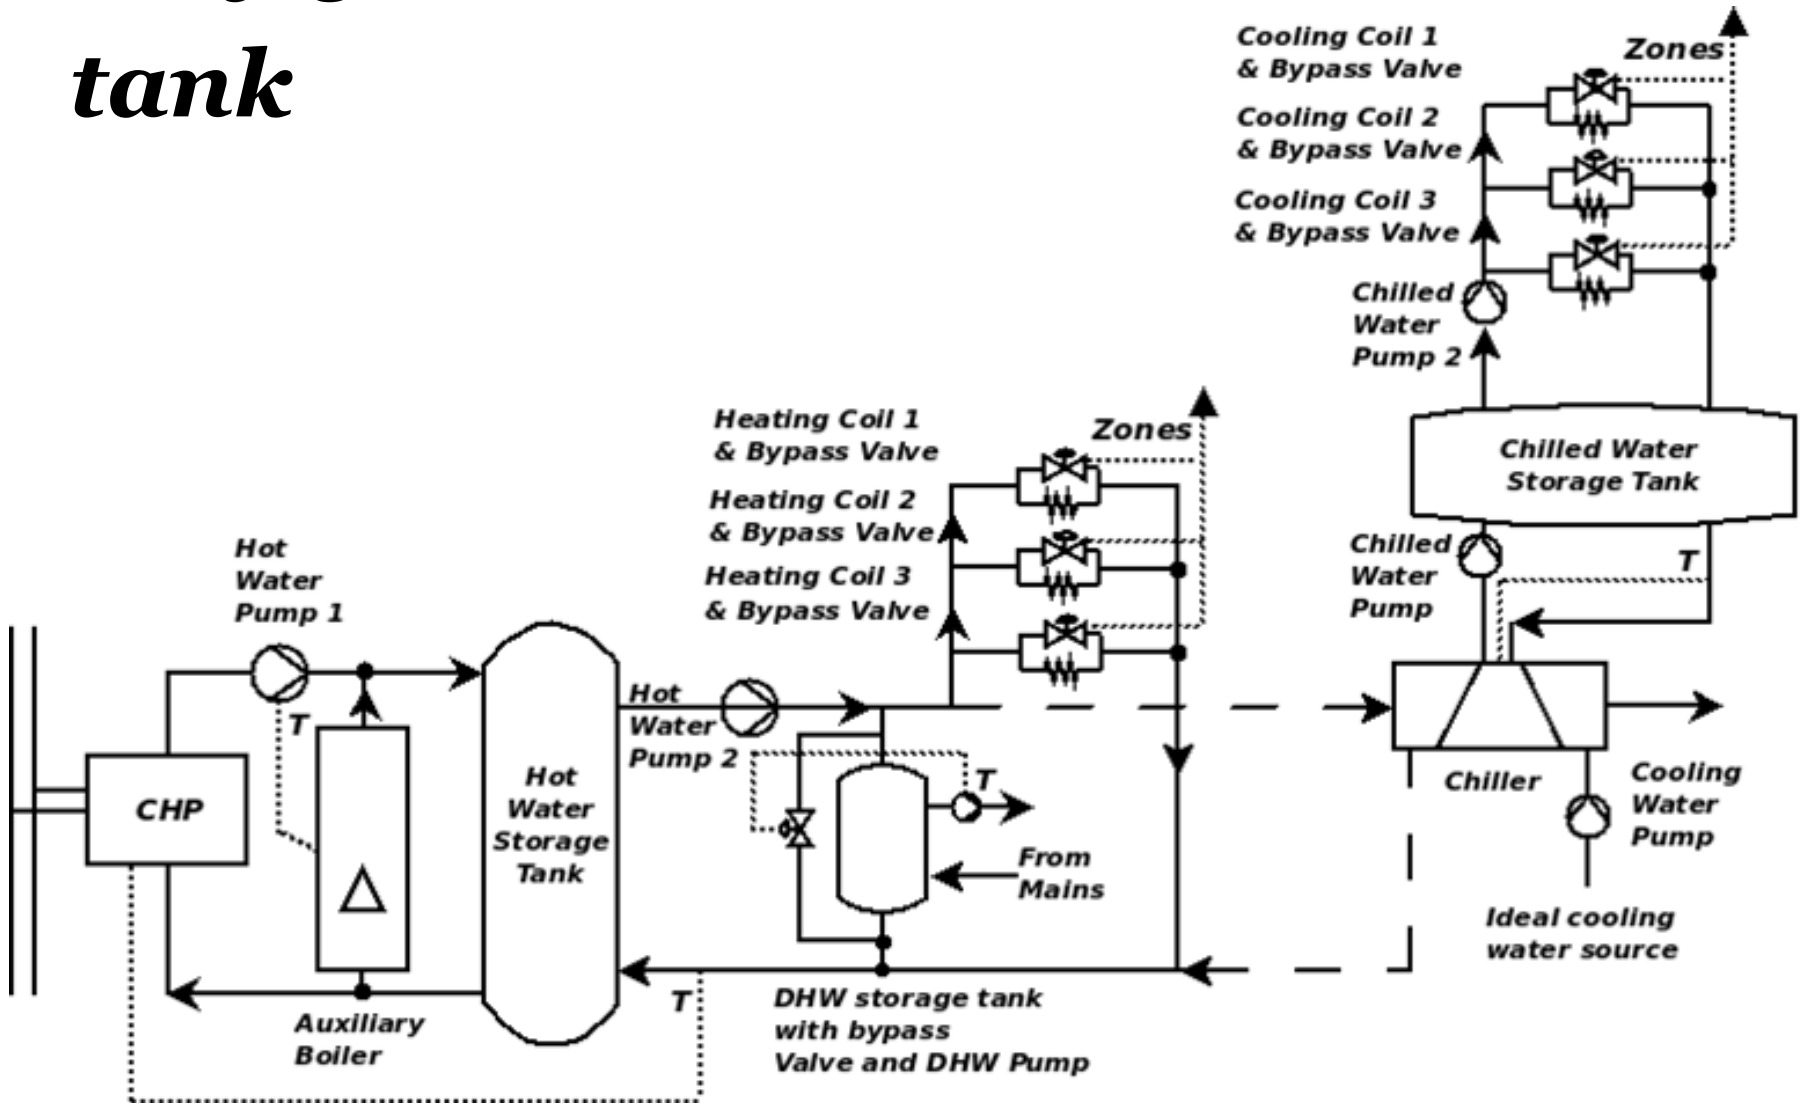 tank
Cooling Coil 1
& Bypass Valve
Zones
Cooling Coil 2
& Bypass Valve
Cooling Coil 3
& Bypass Valve
Chilled
Water
Pump 2
Chilled Water
Storage Tank
Heating Coil 1
& Bypass Valve
Zones
Heating Coil 2
& Bypass Valve
Heating Coil 3
& Bypass Valve
Chilled
Water
Pump
T
Hot
Water
Pump 1
T
CHP
Hot
Water
Storage
Tank
Hot
Water
Pump 2
T
From
Mains
Chiller
Cooling
Water
Pump
Ideal cooling
water source
Auxiliary
Boiler
T
DHW storage tank
with bypass
Valve and DHW Pump